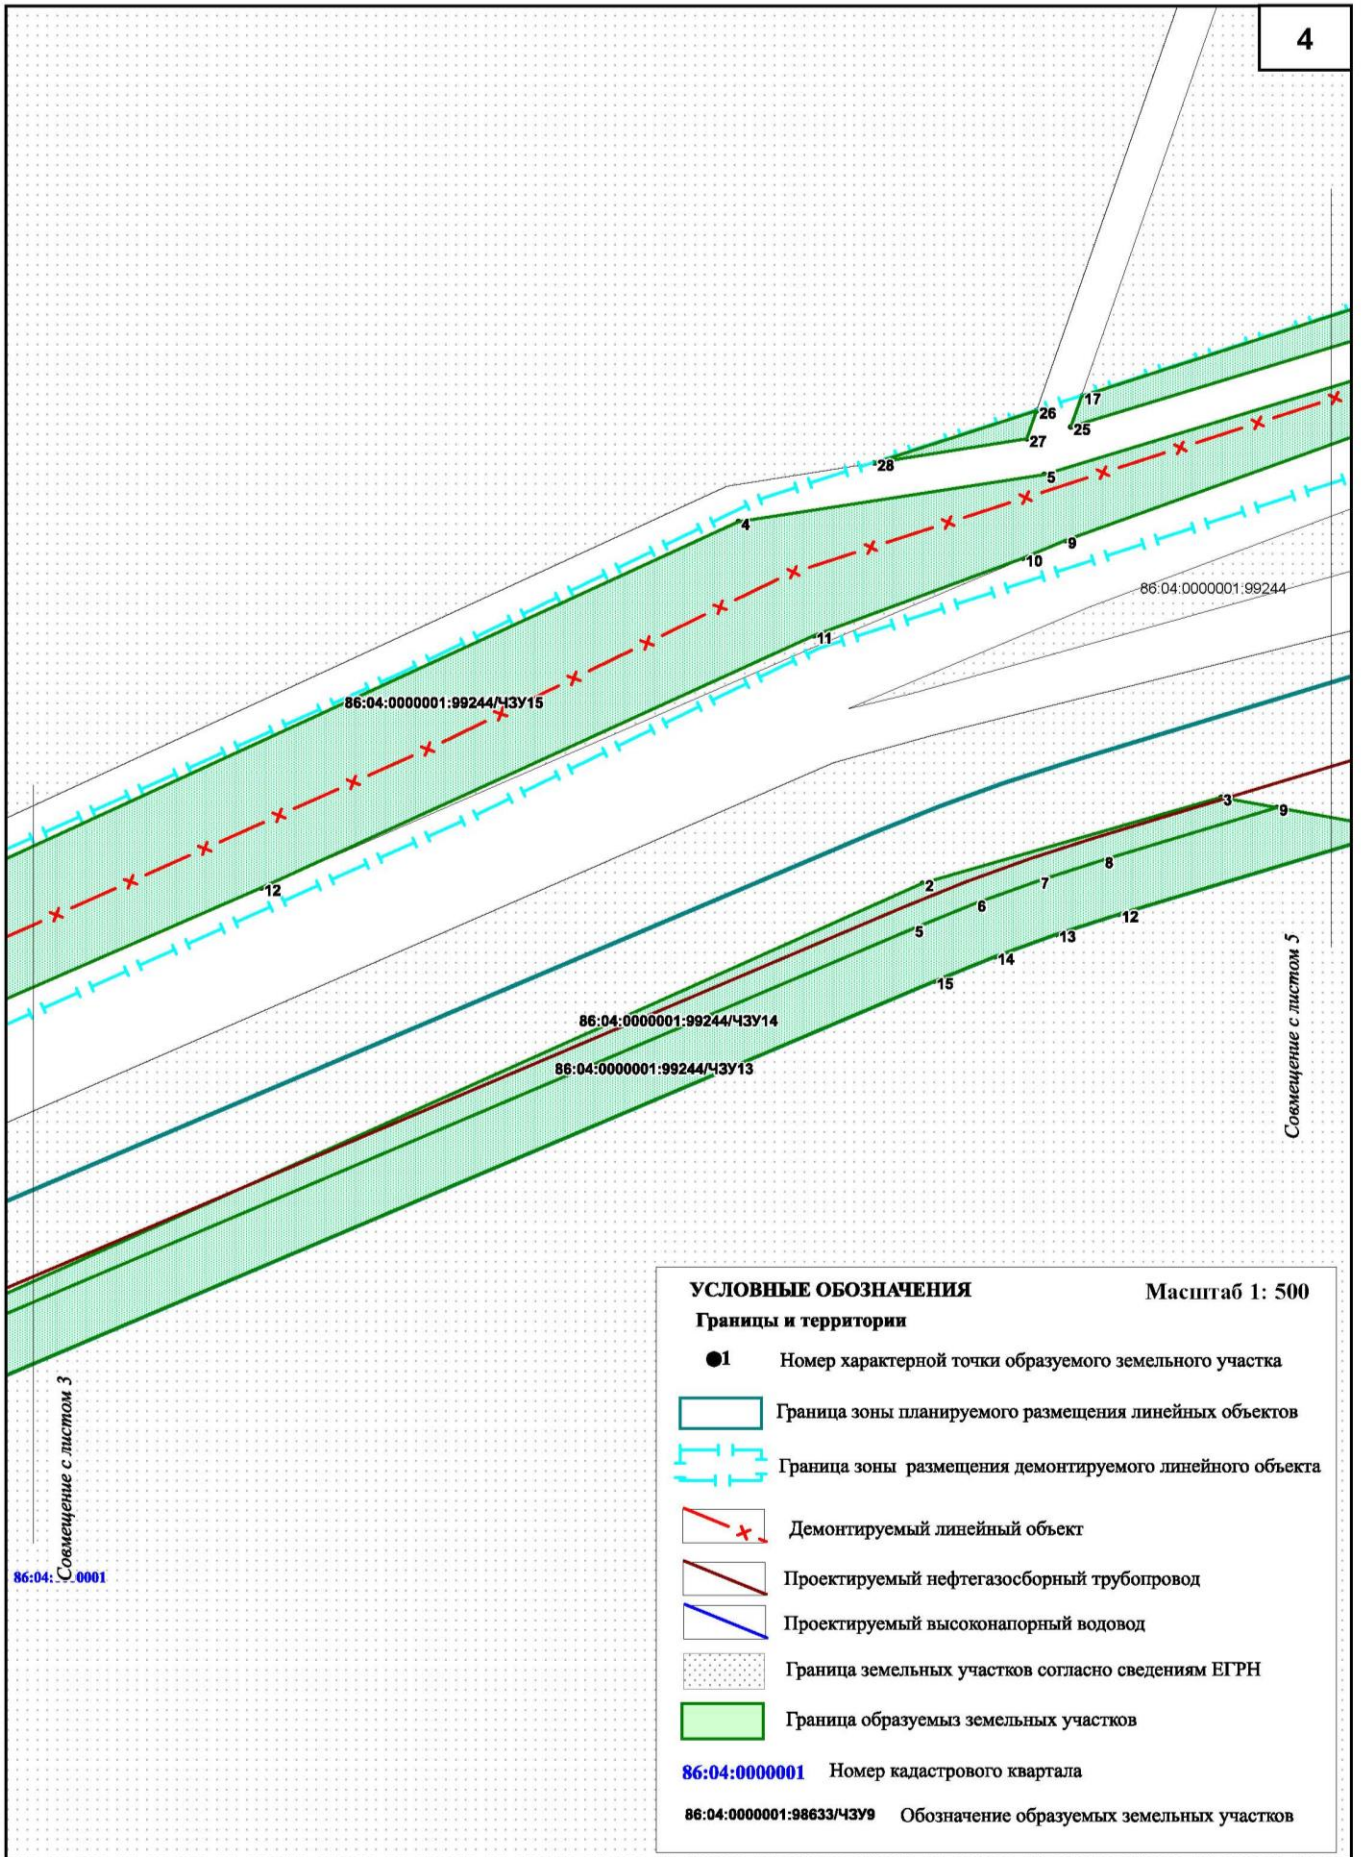 4
26
17
25
27
28
5
4
9
10
86:04:0000001:99244
11
86:04:0000001:99244/ЧЗУ15
12
3
9
8
2
7
6
12
5
13
14
15
86:04:0000001:99244/ЧЗУ14
86:04:0000001:99244/ЧЗУ13
Совмещение с листом 5
Совмещение с листом 3
86:04:
0001
УСЛОВНЫЕ ОБОЗНАЧЕНИЯ
Масштаб 1: 500
Границы и территории
1
Номер характерной точки образуемого земельного участка
Граница зоны планируемого размещения линейных объектов
Граница зоны размещения демонтируемого линейного объекта
Демонтируемый линейный объект
Проектируемый нефтегазосборный трубопровод
Проектируемый высоконапорный водовод
Граница земельных участков согласно сведениям ЕГРН
Граница образуемыз земельных участков
86:04:0000001 Номер кадастрового квартала
86:04:0000001:98633/ЧЗУ9 Обозначение образуемых земельных участков